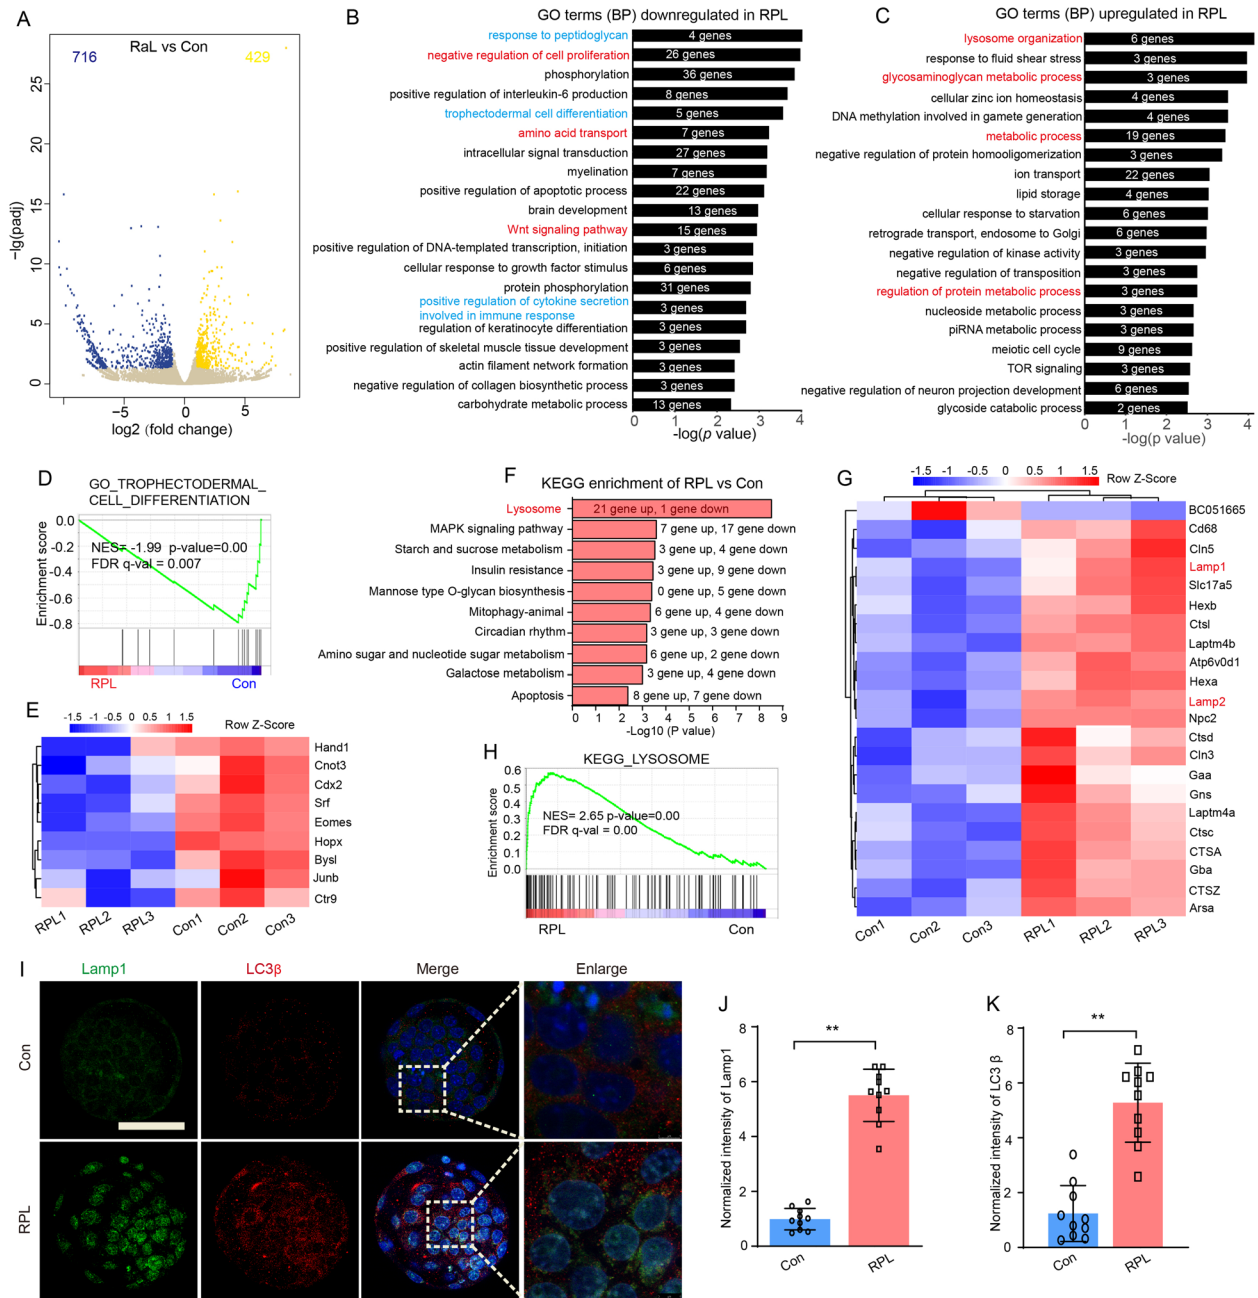 A
RaL vs Con
716
429
25
20
15
10
5
0
−lg(padj)
−5
0
5
log2 (fold change)
B
GO terms (BP) downregulated in RPL
response to peptidoglycan 4 genes
negative regulation of cell proliferation 26 genes
phosphorylation 36 genes
positive regulation of interleukin-6 production 8 genes
trophectodermal cell differentiation 5 genes
amino acid transport 7 genes
intracellular signal transduction 27 genes
myelination 7 genes
positive regulation of apoptotic process 22 genes
brain development 13 genes
Wnt signaling pathway 15 genes
positive regulation of DNA-templated transcription, initiation 3 genes
cellular response to growth factor stimulus 6 genes
protein phosphorylation 31 genes
positive regulation of cytokine secretion
involved in immune response 3 genes
regulation of keratinocyte differentiation 3 genes
positive regulation of skeletal muscle tissue development 3 genes
actin filament network formation 3 genes
negative regulation of collagen biosynthetic process 3 genes
carbohydrate metabolic process 13 genes
0 1 2 3 4
-log(p value)
C
GO terms (BP) upregulated in RPL
lysosome organization 6 genes
response to fluid shear stress 3 genes
glycosaminoglycan metabolic process 3 genes
cellular zinc ion homeostasis 4 genes
DNA methylation involved in gamete generation 4 genes
metabolic process 19 genes
negative regulation of protein homooligomerization 3 genes
ion transport 22 genes
lipid storage 4 genes
cellular response to starvation 6 genes
retrograde transport, endosome to Golgi 6 genes
negative regulation of kinase activity 3 genes
negative regulation of transposition 3 genes
regulation of protein metabolic process 3 genes
nucleoside metabolic process 3 genes
piRNA metabolic process 3 genes
meiotic cell cycle 9 genes
TOR signaling 3 genes
negative regulation of neuron projection development 6 genes
glycoside catabolic process 2 genes
0 1 2 3 4
-log(p value)
D
GO_TROPHECTODERMAL_
CELL_DIFFERENTIATION
0.0
-0.2
-0.4
-0.6
-0.8
Enrichment score
NES= -1.99 p-value=0.00
FDR q-val = 0.007
RPL Con
E
-1.5 -0.5 0.5 1.5
Row Z-Score
Hand1
Cnot3
Cdx2
Srf
Eomes
Hopx
Bysl
Junb
Ctr9
RPL1 RPL2 RPL3 Con1 Con2 Con3
F
KEGG enrichment of RPL vs Con
Lysosome 21 gene up, 1 gene down
MAPK signaling pathway 7 gene up, 17 gene down
Starch and sucrose metabolism 3 gene up, 4 gene down
Insulin resistance 3 gene up, 9 gene down
Mannose type O-glycan biosynthesis 0 gene up, 5 gene down
Mitophagy-animal 6 gene up, 4 gene down
Circadian rhythm 3 gene up, 3 gene down
Amino sugar and nucleotide sugar metabolism 6 gene up, 2 gene down
Galactose metabolism 3 gene up, 4 gene down
Apoptosis 8 gene up, 7 gene down
0 1 2 3 4 5 6 7 8 9
-Log10 (P value)
G
-1.5 -0.5 0 0.5 1 1.5
Row Z-Score
BC051665
Cd68
Cln5
Lamp1
Slc17a5
Hexb
Ctsl
Laptm4b
Atp6v0d1
Hexa
Lamp2
Npc2
Ctsd
Cln3
Gaa
Gns
Laptm4a
Ctsc
CTSA
Gba
CTSZ
Arsa
Con1 Con2 Con3 RPL1 RPL2 RPL3
H
KEGG_LYSOSOME
0.6
0.5
0.4
0.3
0.2
0.1
0.0
Enrichment score
NES= 2.65 p-value=0.00
FDR q-val = 0.00
RPL Con
I
Lamp1 LC3β Merge Enlarge
Con
RPL
J
**
8
6
4
2
0
Normalized intensity of Lamp1
Con RPL
K
**
8
6
4
2
0
Normalized intensity of LC3 β
Con RPL